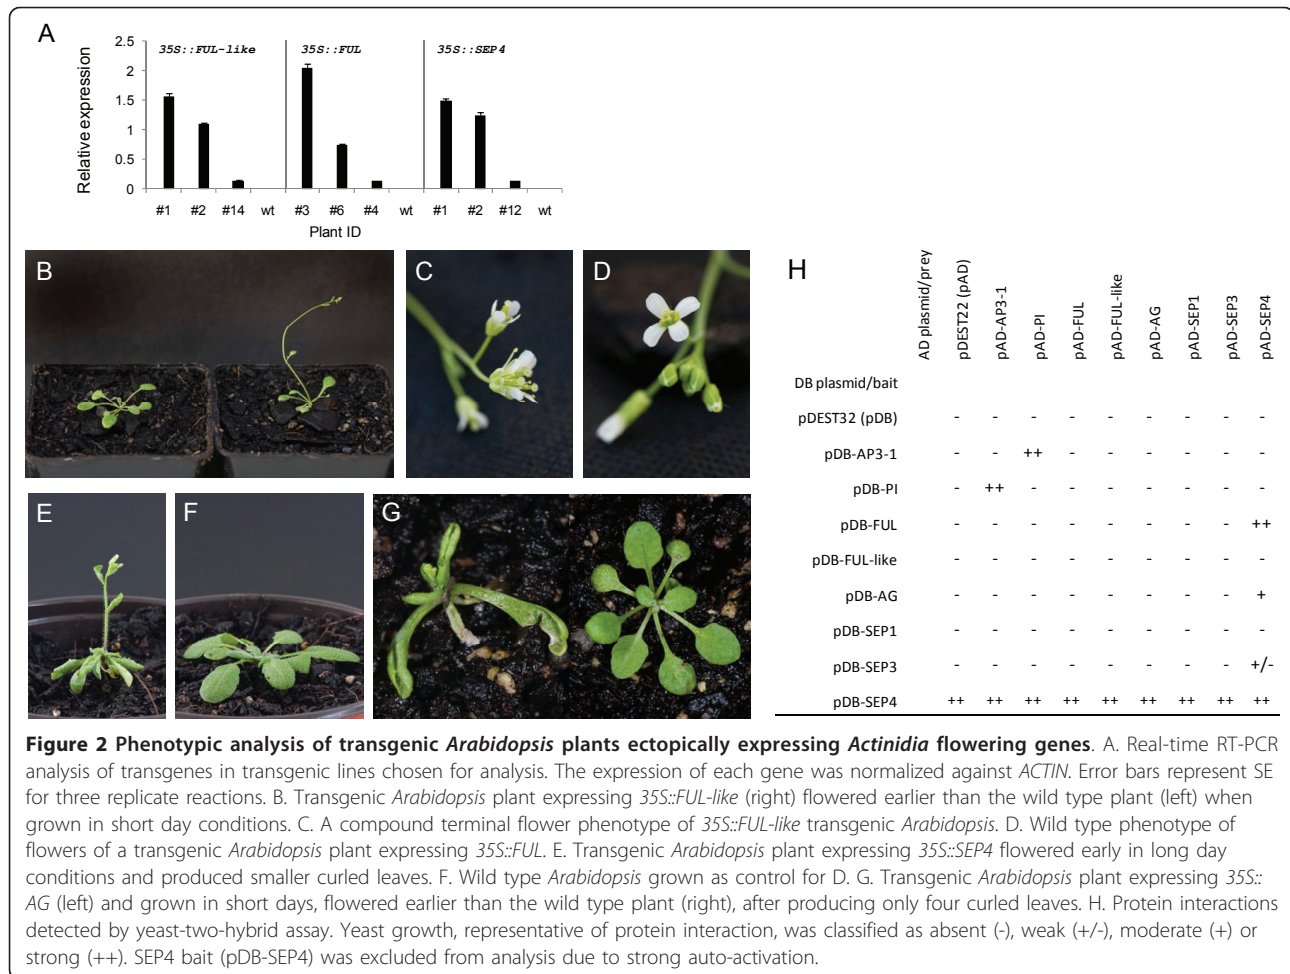 A
2.5
2
1.5
1
0.5
0
Relative expression
35S::FUL-like 35S::FUL 35S::SEP4
#1 #2 #14 wt #3 #6 #4 wt #1 #2 #12 wt
Plant ID
B
C
D
E
F
G
H
AD plasmid/prey
pDEST22 (pAD)
pAD-AP3-1
pAD-PI
pAD-FUL
pAD-FUL-like
pAD-AG
pAD-SEP1
pAD-SEP3
pAD-SEP4
DB plasmid/bait
pDEST32 (pDB) - - - - - - - - -
pDB-AP3-1 - - ++ - - - - - -
pDB-PI - ++ - - - - - - -
pDB-FUL - - - - - - - - ++
pDB-FUL-like - - - - - - - - -
pDB-AG - - - - - - - - +
pDB-SEP1 - - - - - - - - -
pDB-SEP3 - - - - - - - - +/-
pDB-SEP4 ++ ++ ++ ++ ++ ++ ++ ++ ++
Figure 2 Phenotypic analysis of transgenic Arabidopsis plants ectopically expressing Actinidia flowering genes. A. Real-time RT-PCR
analysis of transgenes in transgenic lines chosen for analysis. The expression of each gene was normalized against ACTIN. Error bars represent SE
for three replicate reactions. B. Transgenic Arabidopsis plant expressing 35S::FUL-like (right) flowered earlier than the wild type plant (left) when
grown in short day conditions. C. A compound terminal flower phenotype of 35S::FUL-like transgenic Arabidopsis. D. Wild type phenotype of
flowers of a transgenic Arabidopsis plant expressing 35S::FUL. E. Transgenic Arabidopsis plant expressing 35S::SEP4 flowered early in long day
conditions and produced smaller curled leaves. F. Wild type Arabidopsis grown as control for D. G. Transgenic Arabidopsis plant expressing 35S::
AG (left) and grown in short days, flowered earlier than the wild type plant (right), after producing only four curled leaves. H. Protein interactions
detected by yeast-two-hybrid assay. Yeast growth, representative of protein interaction, was classified as absent (-), weak (+/-), moderate (+) or
strong (++). SEP4 bait (pDB-SEP4) was excluded from analysis due to strong auto-activation.